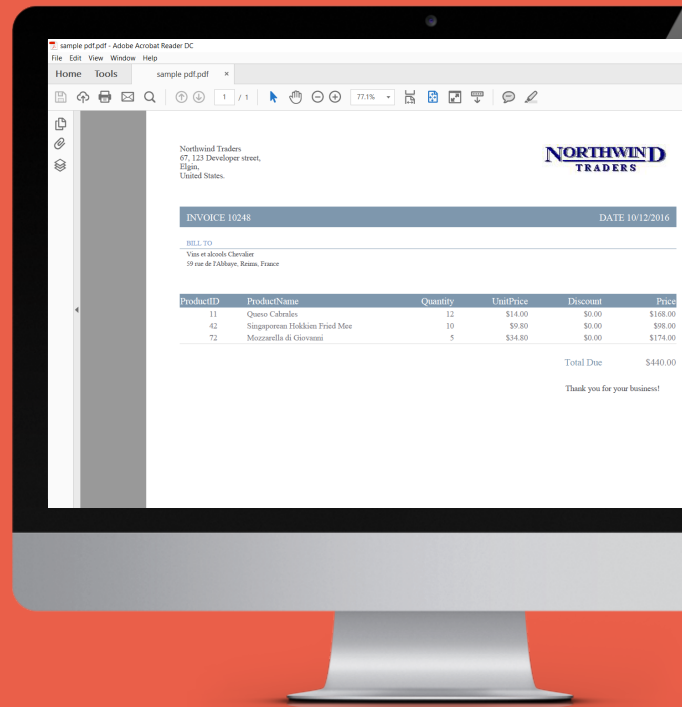 sample pdf.pdf - Adobe Acrobat Reader DC
File Edit View Window Help
Home Tools sample pdf.pdf ×
1 / 1 77.1%
Northwind Traders
67, 123 Developer street,
Elgin,
United States.
NORTHWIND
TRADERS
INVOICE 10248 DATE 10/12/2016
BILL TO
Vins et alcools Chevalier
59 rue de l'Abbaye, Reims, France
ProductID ProductName Quantity UnitPrice Discount Price
11 Queso Cabrales 12 $14.00 $0.00 $168.00
42 Singaporean Hokkien Fried Mee 10 $9.80 $0.00 $98.00
72 Mozzarella di Giovanni 5 $34.80 $0.00 $174.00
Total Due $440.00
Thank you for your business!